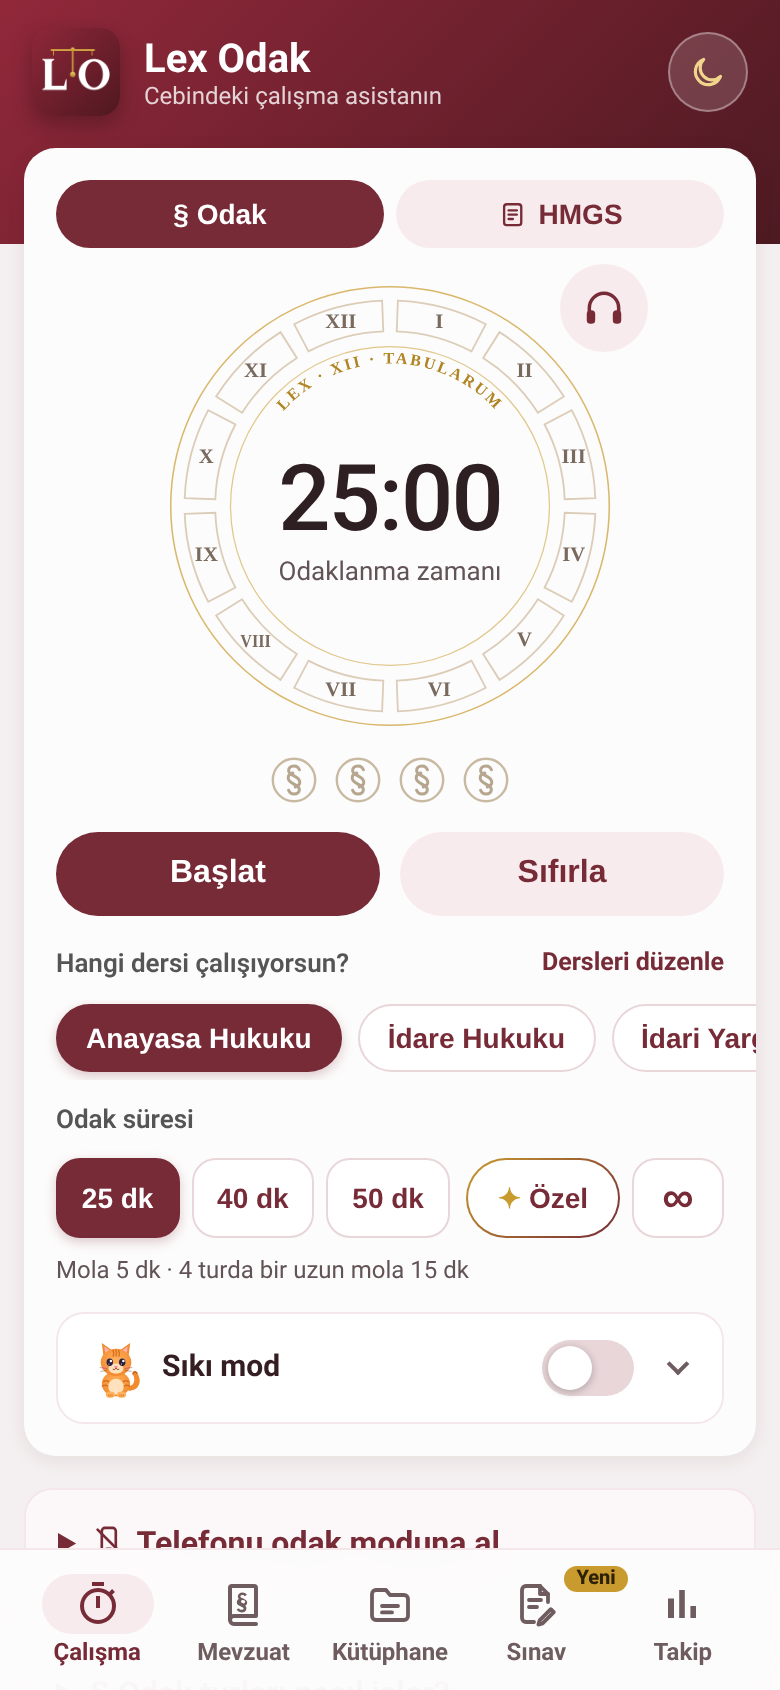 LO
Lex Odak
Cebindeki çalışma asistanın
§ Odak
HMGS
XII
I
XI
II
LEX · XII · TABULARUM
X
III
25:00
IX
IV
Odaklanma zamanı
VIII
V
VII
VI
§ § § §
Başlat
Sıfırla
Hangi dersi çalışıyorsun?
Dersleri düzenle
Anayasa Hukuku
İdare Hukuku
İdari Yarg
Odak süresi
25 dk
40 dk
50 dk
✦ Özel
∞
Mola 5 dk · 4 turda bir uzun mola 15 dk
Sıkı mod
Telefonu odak moduna al
Yeni
Çalışma
Mevzuat
Kütüphane
Sınav
Takip